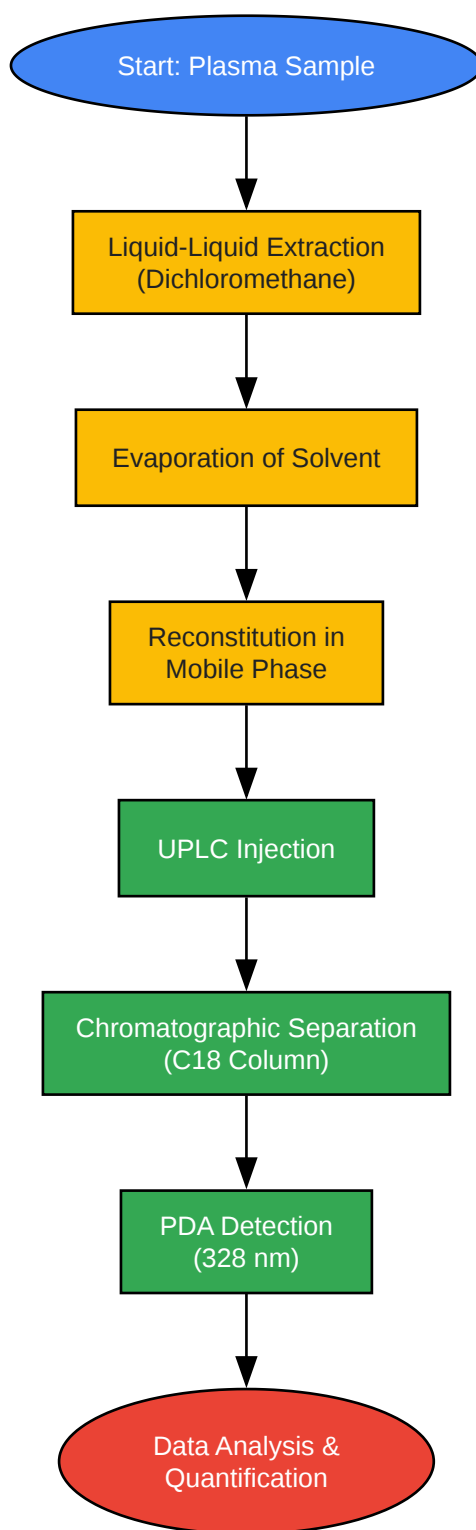 Start: Plasma Sample
Liquid-Liquid Extraction
(Dichloromethane)
Evaporation of Solvent
Reconstitution in
Mobile Phase
UPLC Injection
Chromatographic Separation
(C18 Column)
PDA Detection
(328 nm)
Data Analysis &
Quantification